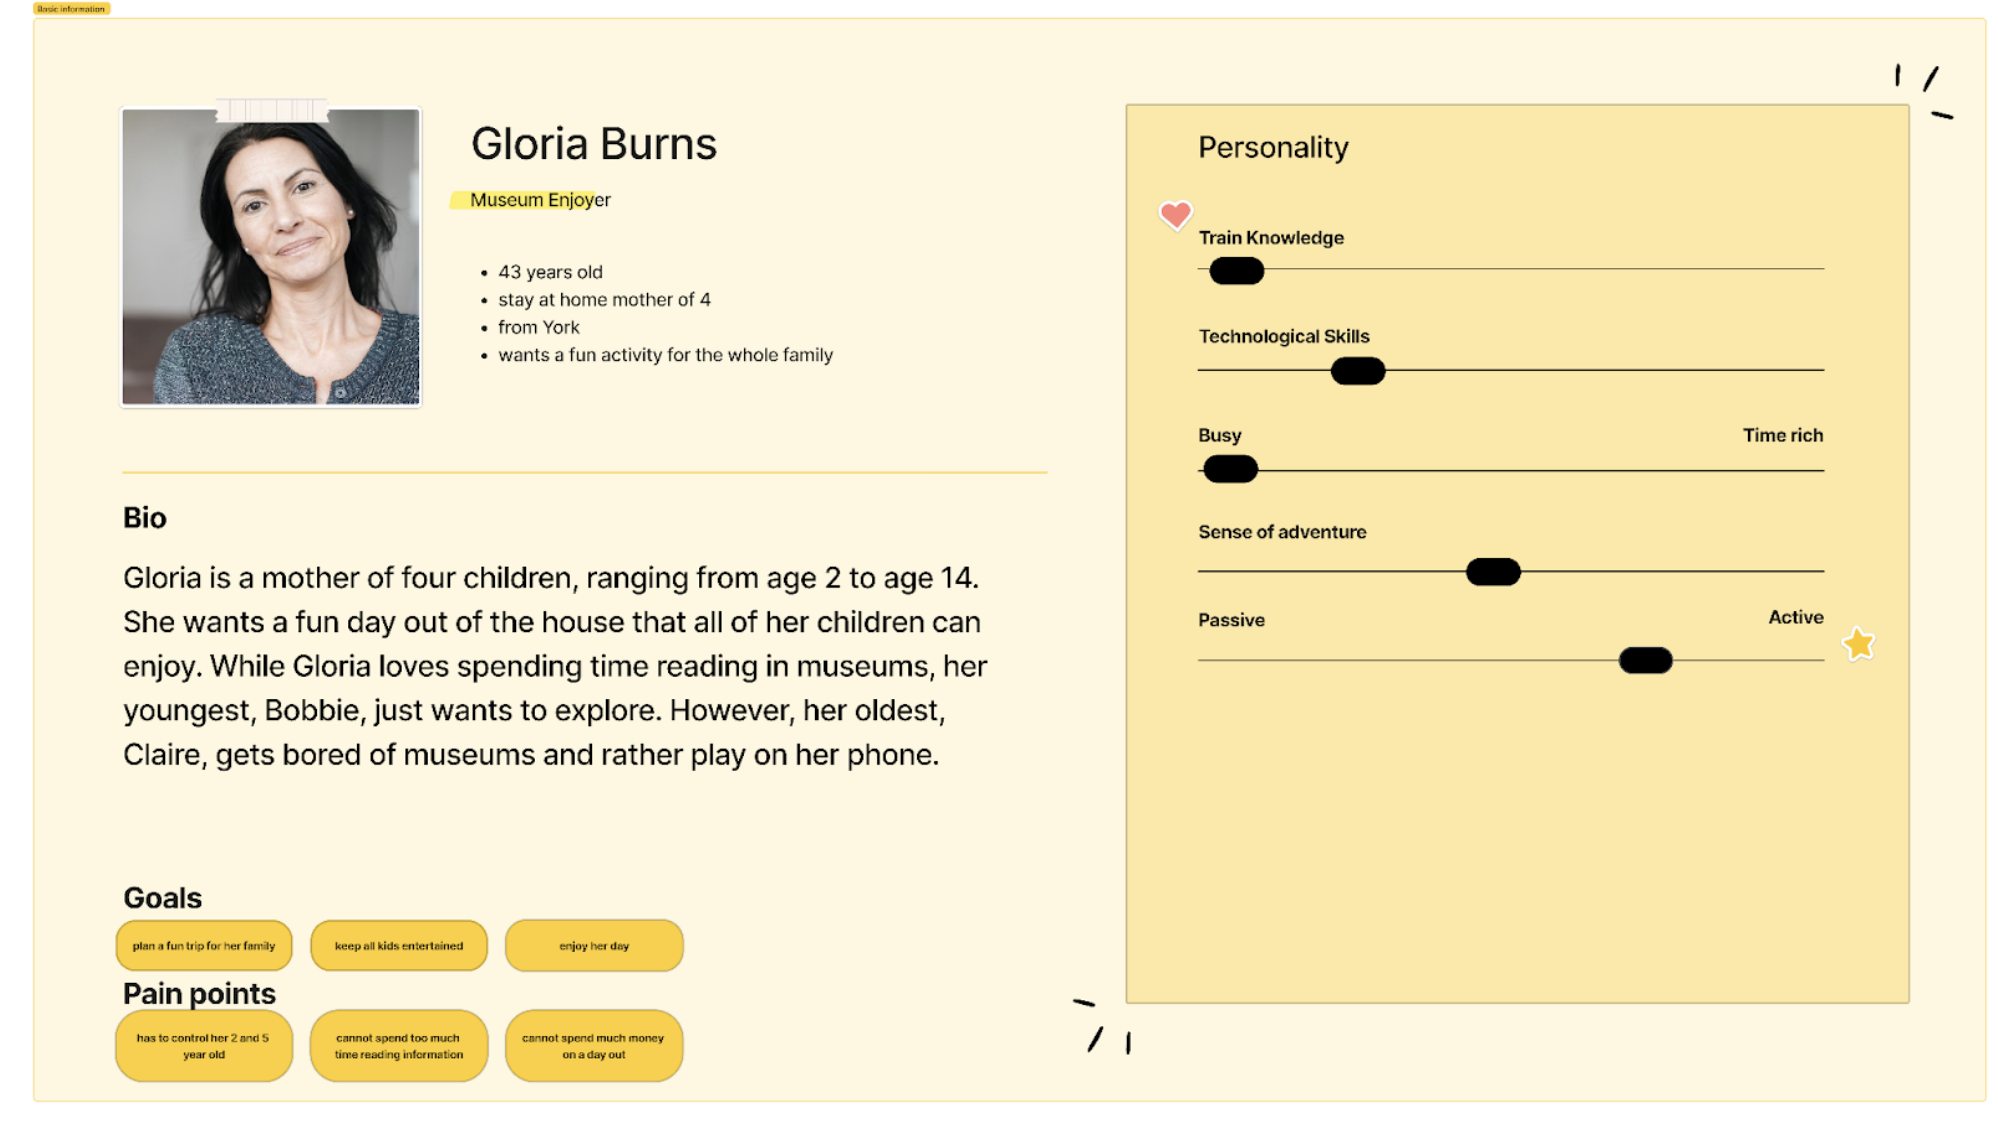 Basic information
Gloria Burns
Museum Enjoyer
• 43 years old
• stay at home mother of 4
• from York
• wants a fun activity for the whole family
Bio
Gloria is a mother of four children, ranging from age 2 to age 14.
She wants a fun day out of the house that all of her children can
enjoy. While Gloria loves spending time reading in museums, her
youngest, Bobbie, just wants to explore. However, her oldest,
Claire, gets bored of museums and rather play on her phone.
Goals
plan a fun trip for her family
keep all kids entertained
enjoy her day
Pain points
has to control her 2 and 5
year old
cannot spend too much
time reading information
cannot spend much money
on a day out
Personality
Train Knowledge
Technological Skills
Busy
Time rich
Sense of adventure
Passive
Active